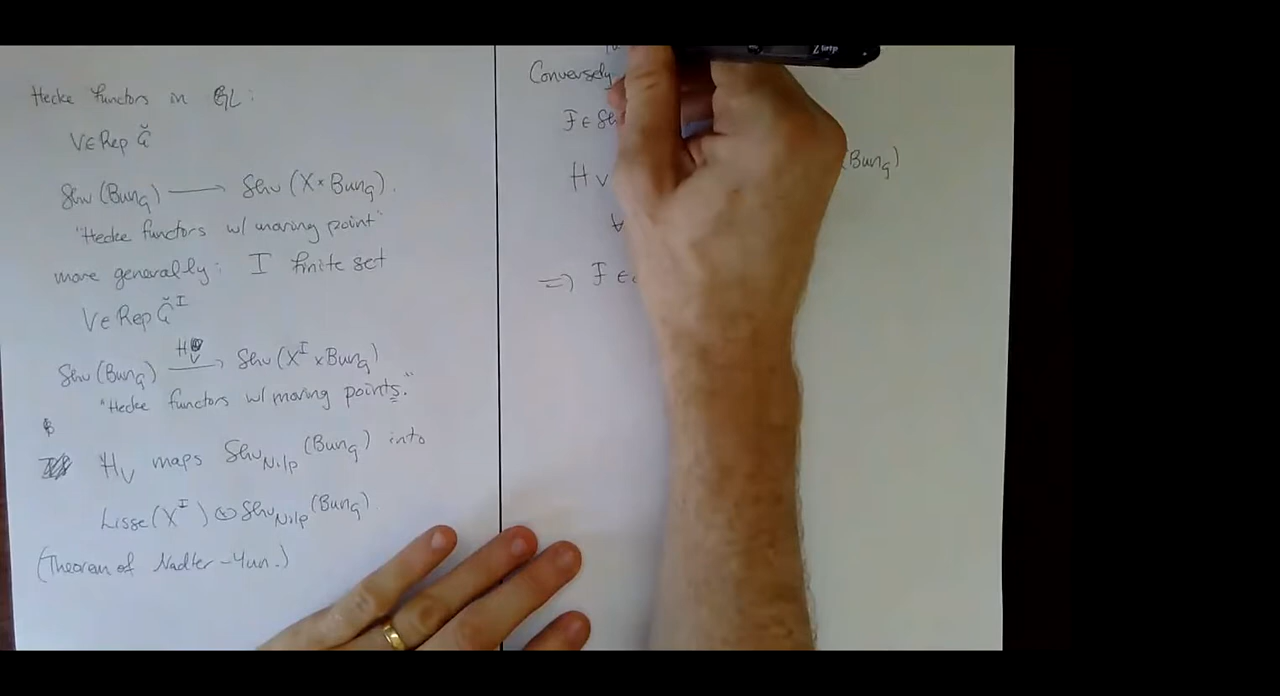 Hecke functors in GL:
V ∈ Rep Ǧ
Shv (Bun_G) ⟶ Shv (X × Bun_G).
"Hecke functors w/ moving point"
more generally: I finite set
V ∈ Rep Ǧ^I
Shv (Bun_G) ⟶^{H_V} Shv (X^I × Bun_G)
"Hecke functors w/ moving points."
H_V maps Shv_Nilp (Bun_G) into
Lisse (X^I) ⊗ Shv_Nilp (Bun_G)
(Theorem of Nadler - Yun.)
Conversely
F ∈ Sh
H_V (Bun_G)
∀
=> F ∈